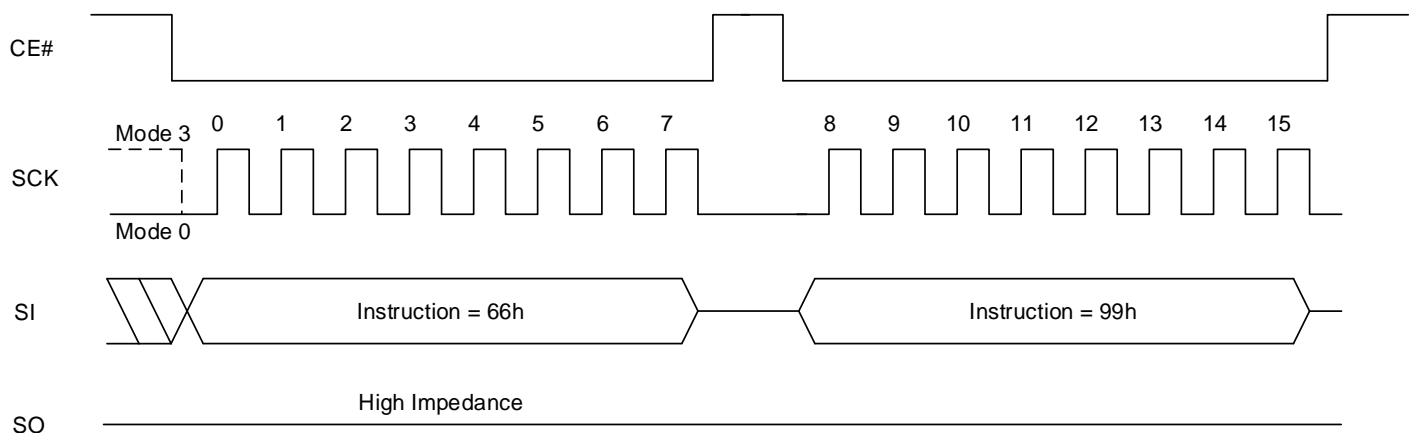 CE#
Mode 3
0 1 2 3 4 5 6 7 8 9 10 11 12 13 14 15
SCK
Mode 0
SI
Instruction = 66h
Instruction = 99h
High Impedance
SO